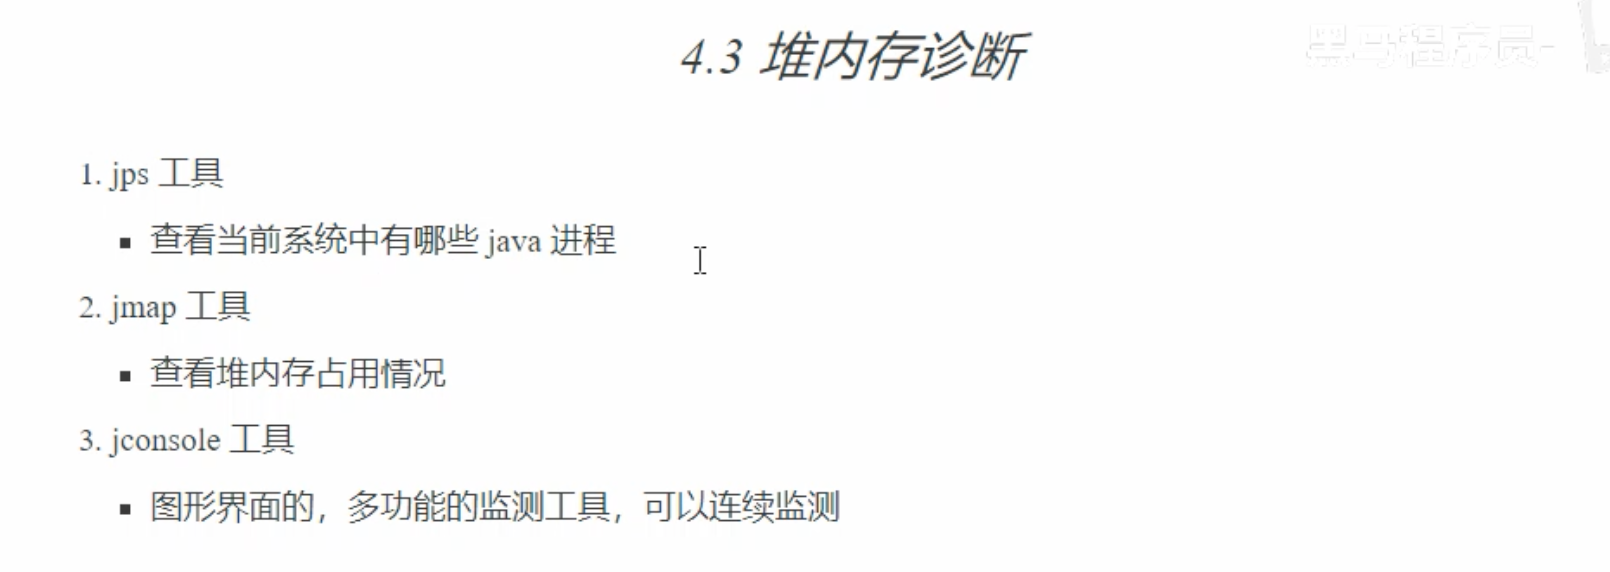 4.3 堆内存诊断
黑马程序员-
1. jps 工具
▪ 查看当前系统中有哪些 java 进程
2. jmap 工具
▪ 查看堆内存占用情况
3. jconsole 工具
▪ 图形界面的，多功能的监测工具，可以连续监测